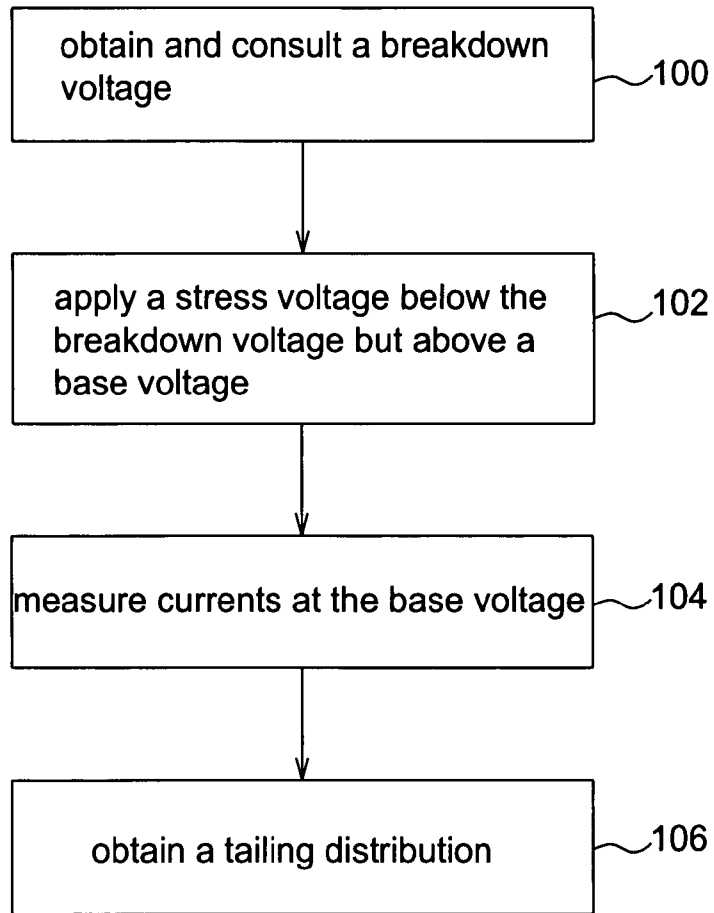 obtain and consult a breakdown
voltage
100
apply a stress voltage below the
breakdown voltage but above a
base voltage
102
measure currents at the base voltage
104
obtain a tailing distribution
106